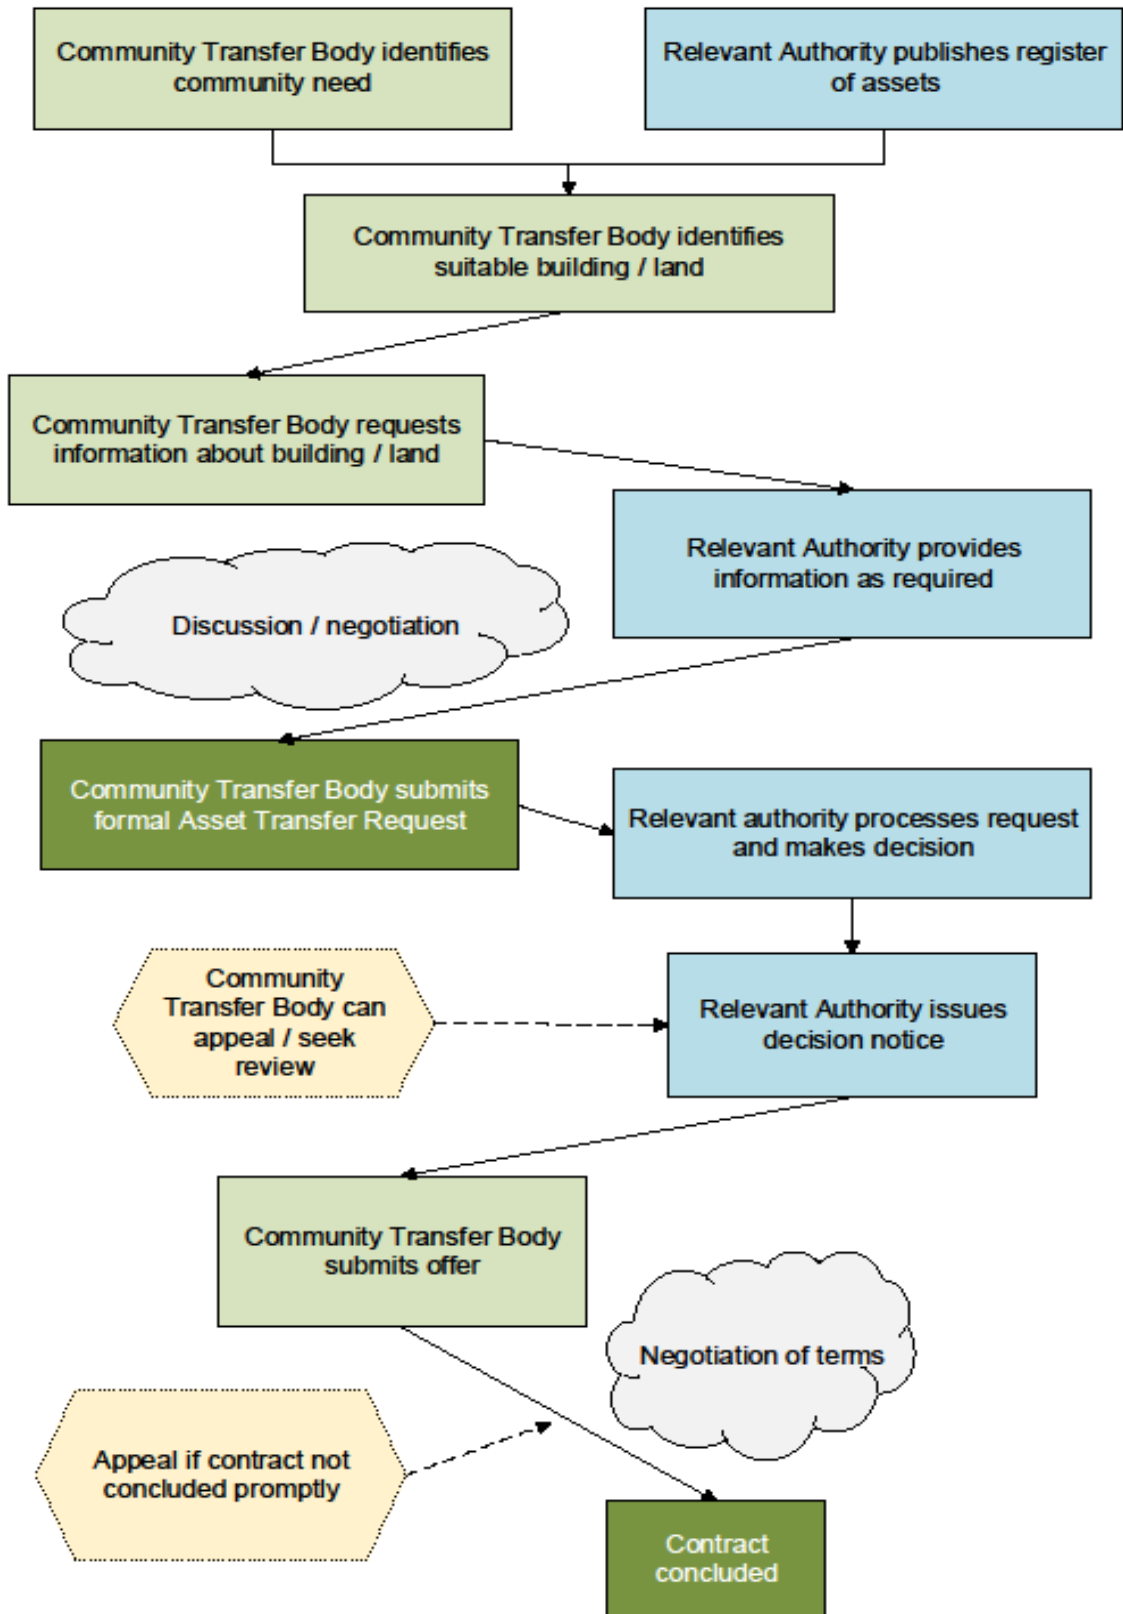 Community Transfer Body identifies
community need
Relevant Authority publishes register
of assets
Community Transfer Body identifies
suitable building / land
Community Transfer Body requests
information about building / land
Relevant Authority provides
information as required
Discussion / negotiation
Community Transfer Body submits
formal Asset Transfer Request
Relevant authority processes request
and makes decision
Community
Transfer Body can
appeal / seek
review
Relevant Authority issues
decision notice
Community Transfer Body
submits offer
Negotiation of terms
Appeal if contract not
concluded promptly
Contract
concluded